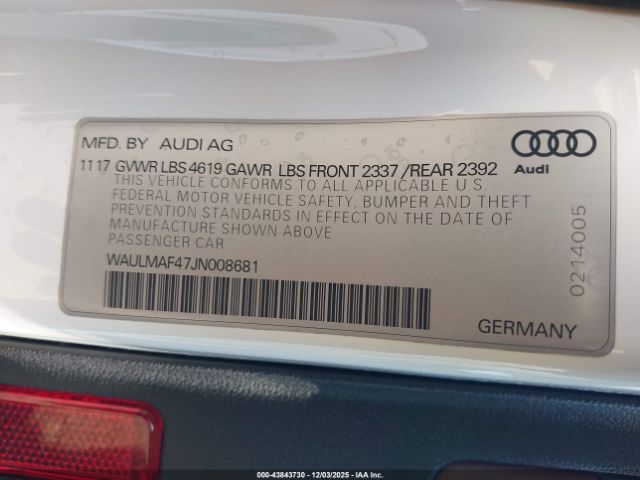 MFD. BY AUDI AG
11 17 GVWR LBS 4619 GAWR LBS FRONT 2337 /REAR 2392
THIS VEHICLE CONFORMS TO ALL APPLICABLE U.S.
FEDERAL MOTOR VEHICLE SAFETY, BUMPER AND THEFT
PREVENTION STANDARDS IN EFFECT ON THE DATE OF
MANUFACTURE SHOWN ABOVE
PASSENGER CAR
WAULMAF47JN008681
Audi
0214005
GERMANY
000-43843730 - 12/03/2025 - IAA Inc.